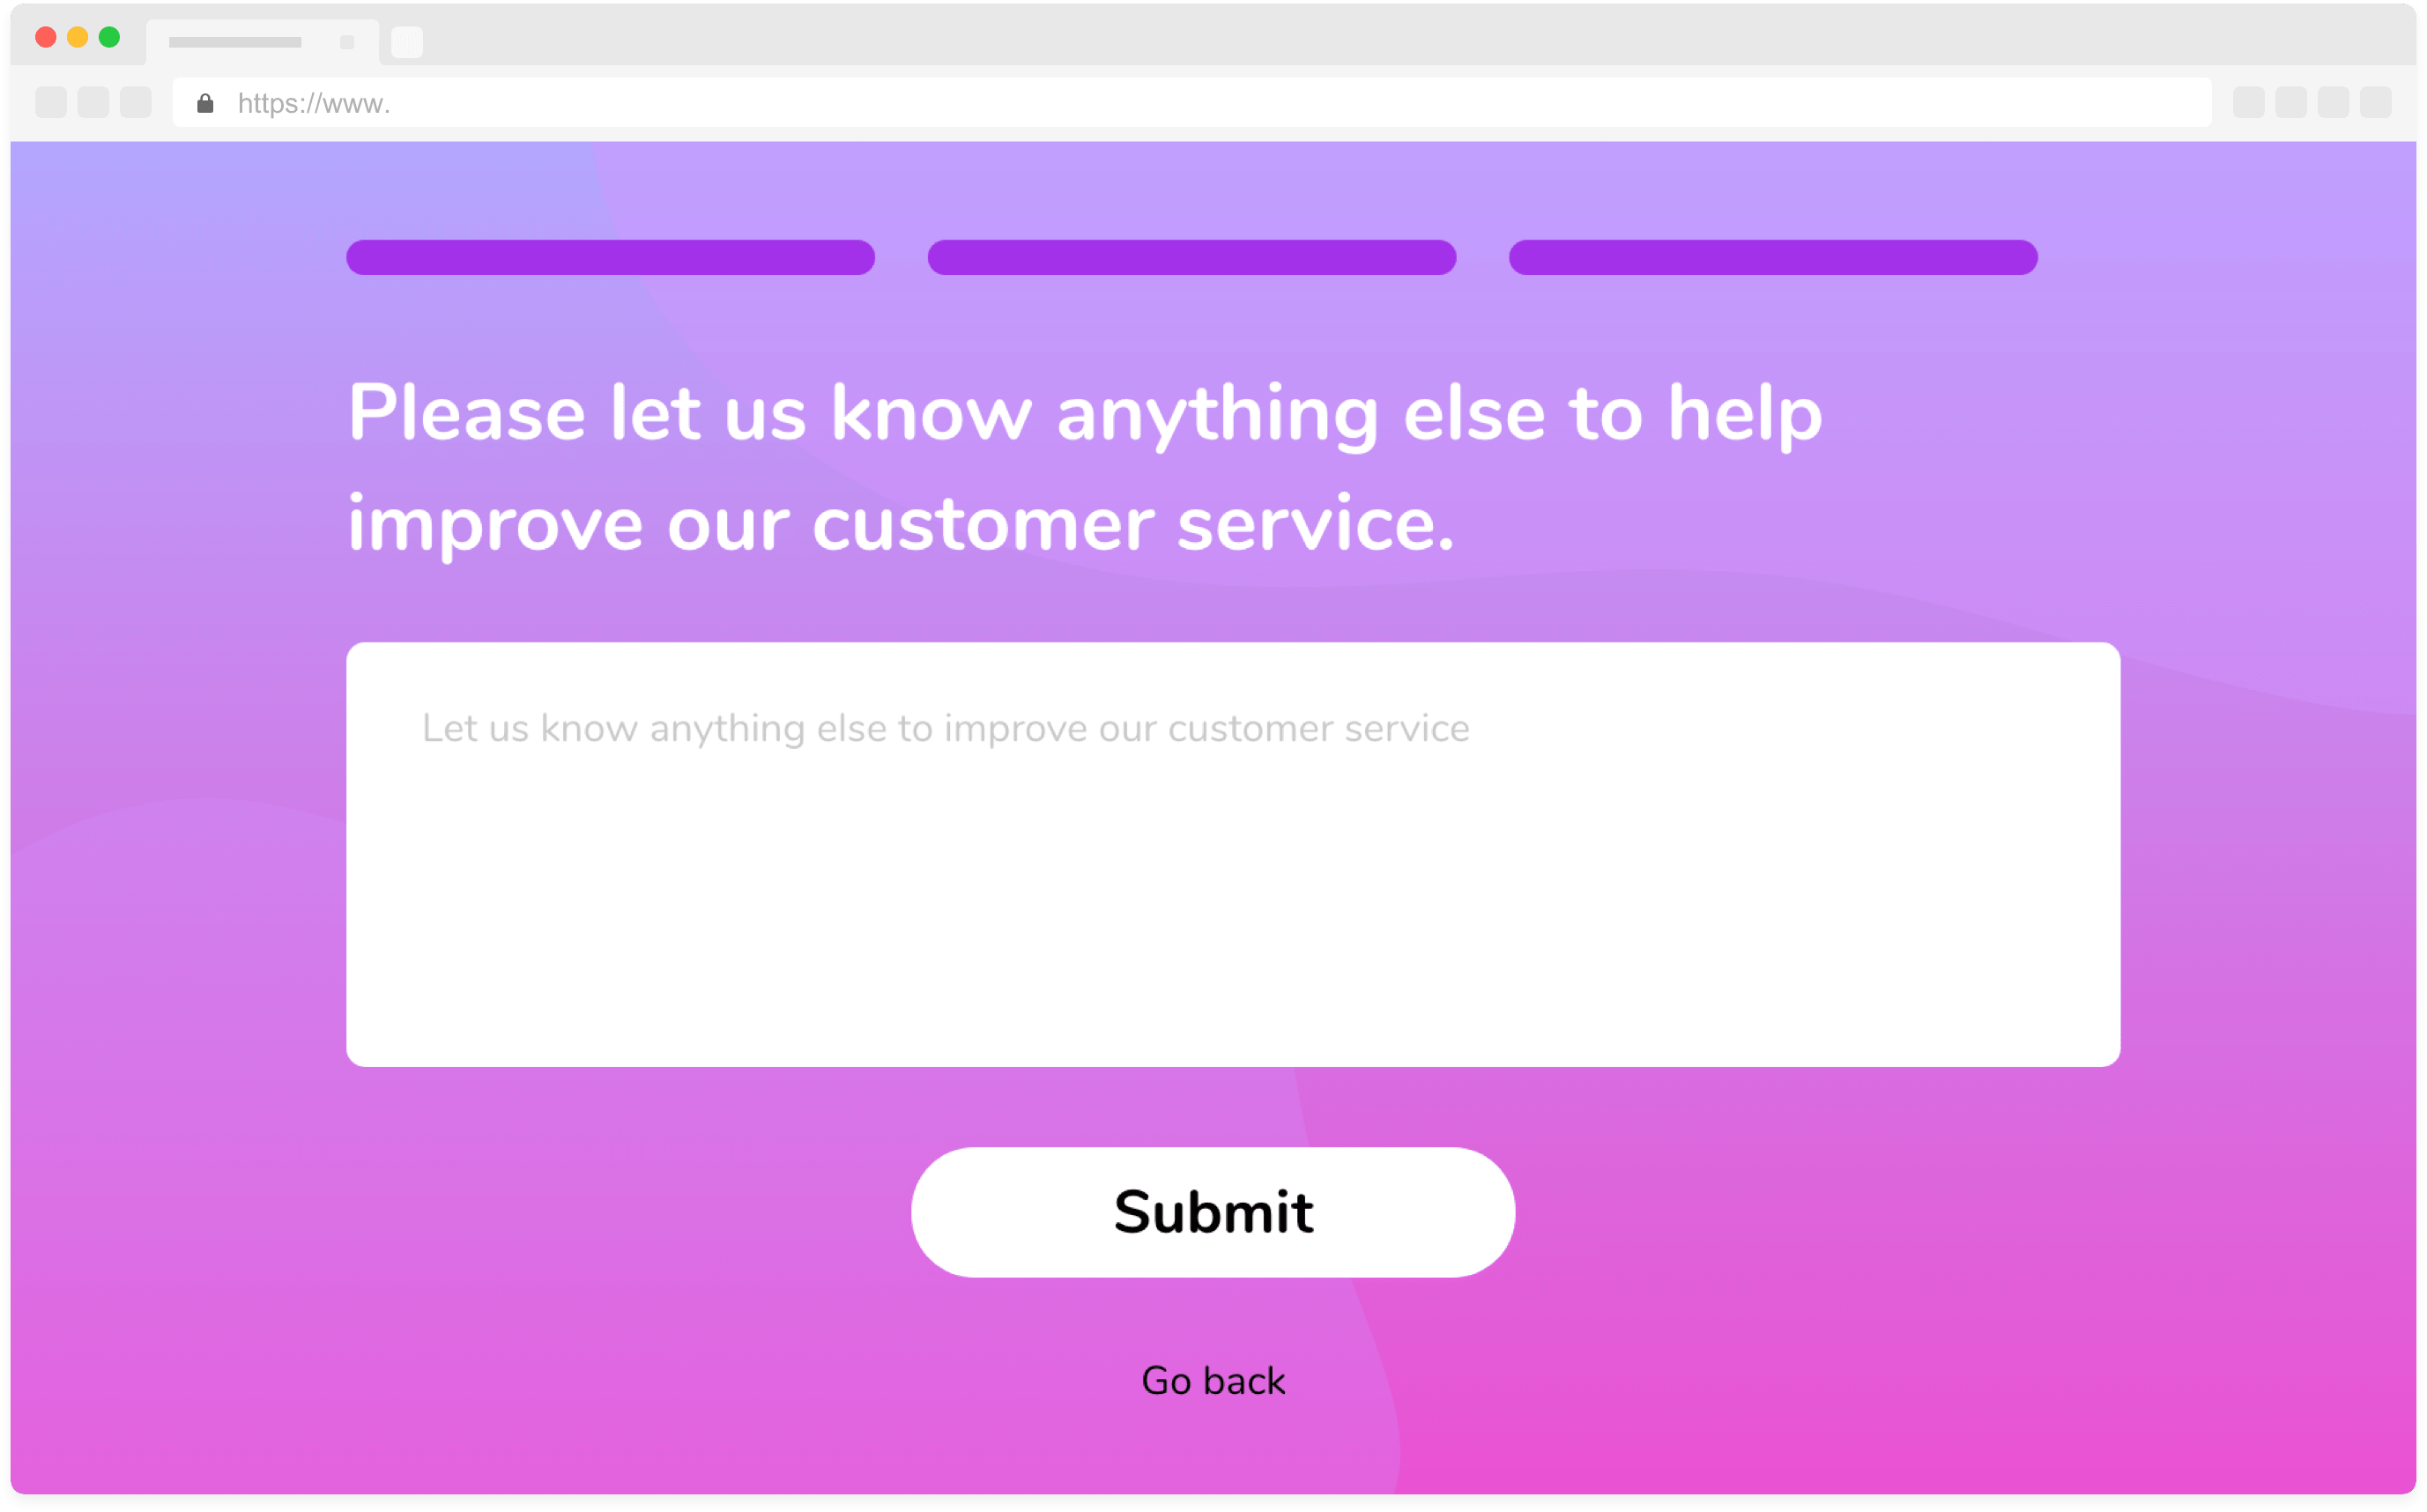 https://www.
Please let us know anything else to help
improve our customer service.
Let us know anything else to improve our customer service
Submit
Go back